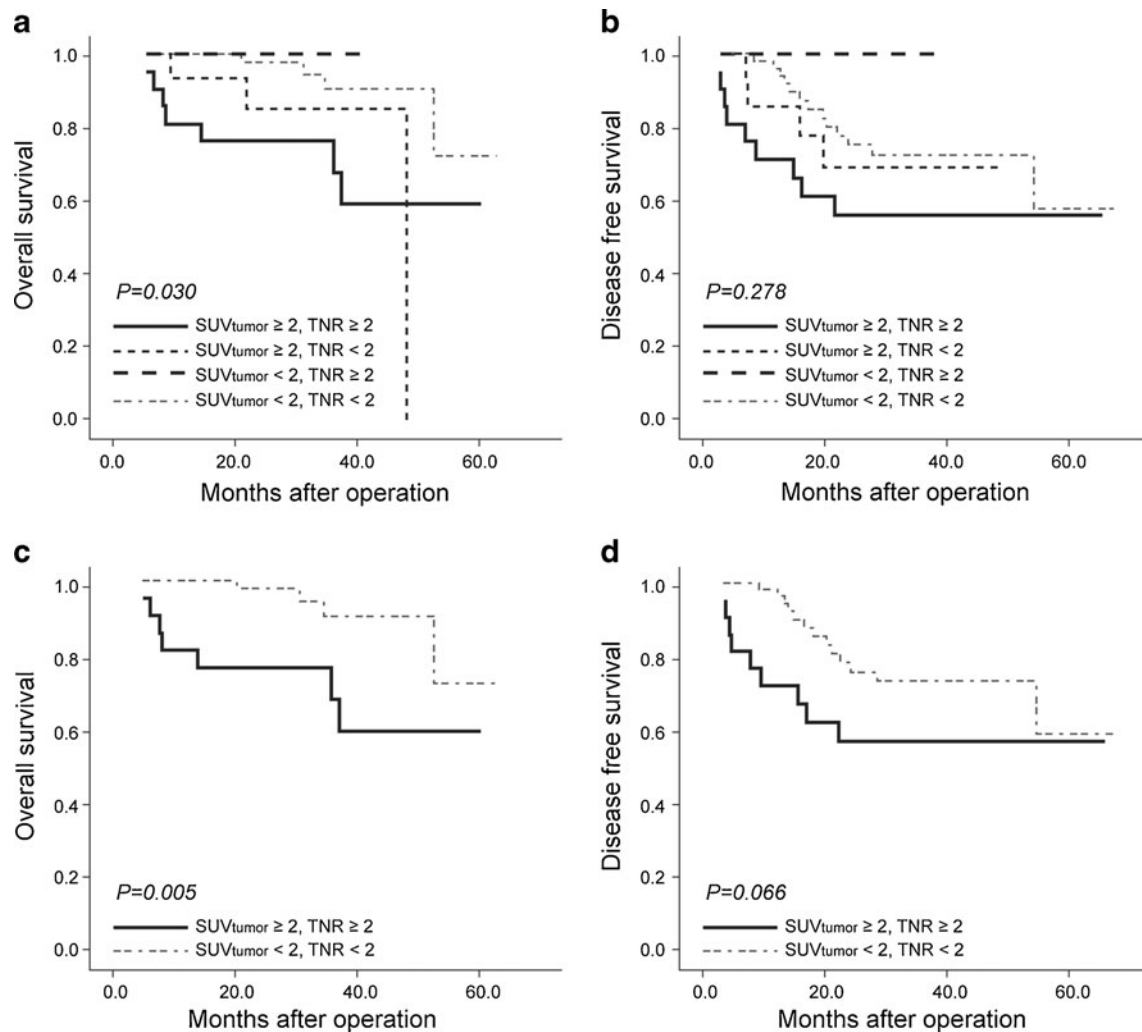 a
Overall survival
1.0
0.8
0.6
0.4
0.2
0.0
P=0.030
SUVtumor ≥ 2, TNR ≥ 2
SUVtumor ≥ 2, TNR < 2
SUVtumor < 2, TNR ≥ 2
SUVtumor < 2, TNR < 2
0.0 20.0 40.0 60.0
Months after operation
b
Disease free survival
1.0
0.8
0.6
0.4
0.2
0.0
P=0.278
SUVtumor ≥ 2, TNR ≥ 2
SUVtumor ≥ 2, TNR < 2
SUVtumor < 2, TNR ≥ 2
SUVtumor < 2, TNR < 2
0.0 20.0 40.0 60.0
Months after operation
c
Overall survival
1.0
0.8
0.6
0.4
0.2
0.0
P=0.005
SUVtumor ≥ 2, TNR ≥ 2
SUVtumor < 2, TNR < 2
0.0 20.0 40.0 60.0
Months after operation
d
Disease free survival
1.0
0.8
0.6
0.4
0.2
0.0
P=0.066
SUVtumor ≥ 2, TNR ≥ 2
SUVtumor < 2, TNR < 2
0.0 20.0 40.0 60.0
Months after operation